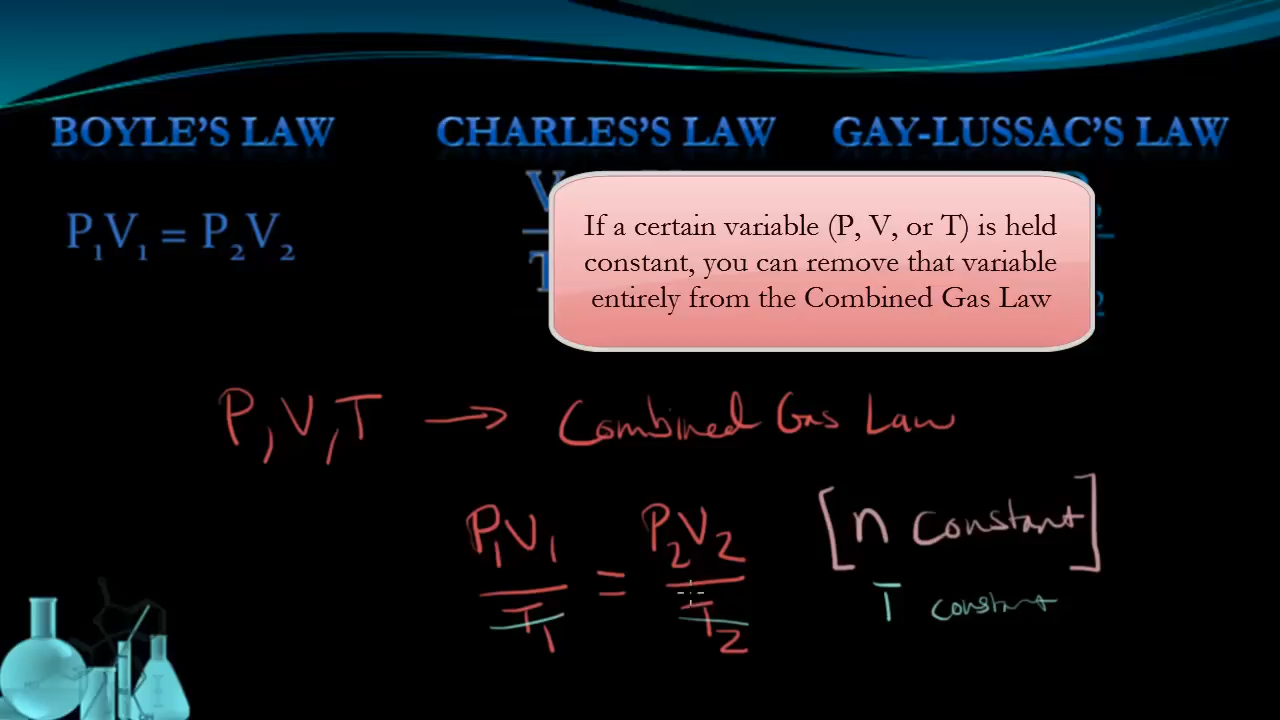 BOYLE'S LAW CHARLES'S LAW GAY-LUSSAC'S LAW
P₁V₁ = P₂V₂
If a certain variable (P, V, or T) is held
constant, you can remove that variable
entirely from the Combined Gas Law
P, V, T → Combined Gas Law
P₁V₁ = P₂V₂ [n constant]
T₁ T₂ T constant